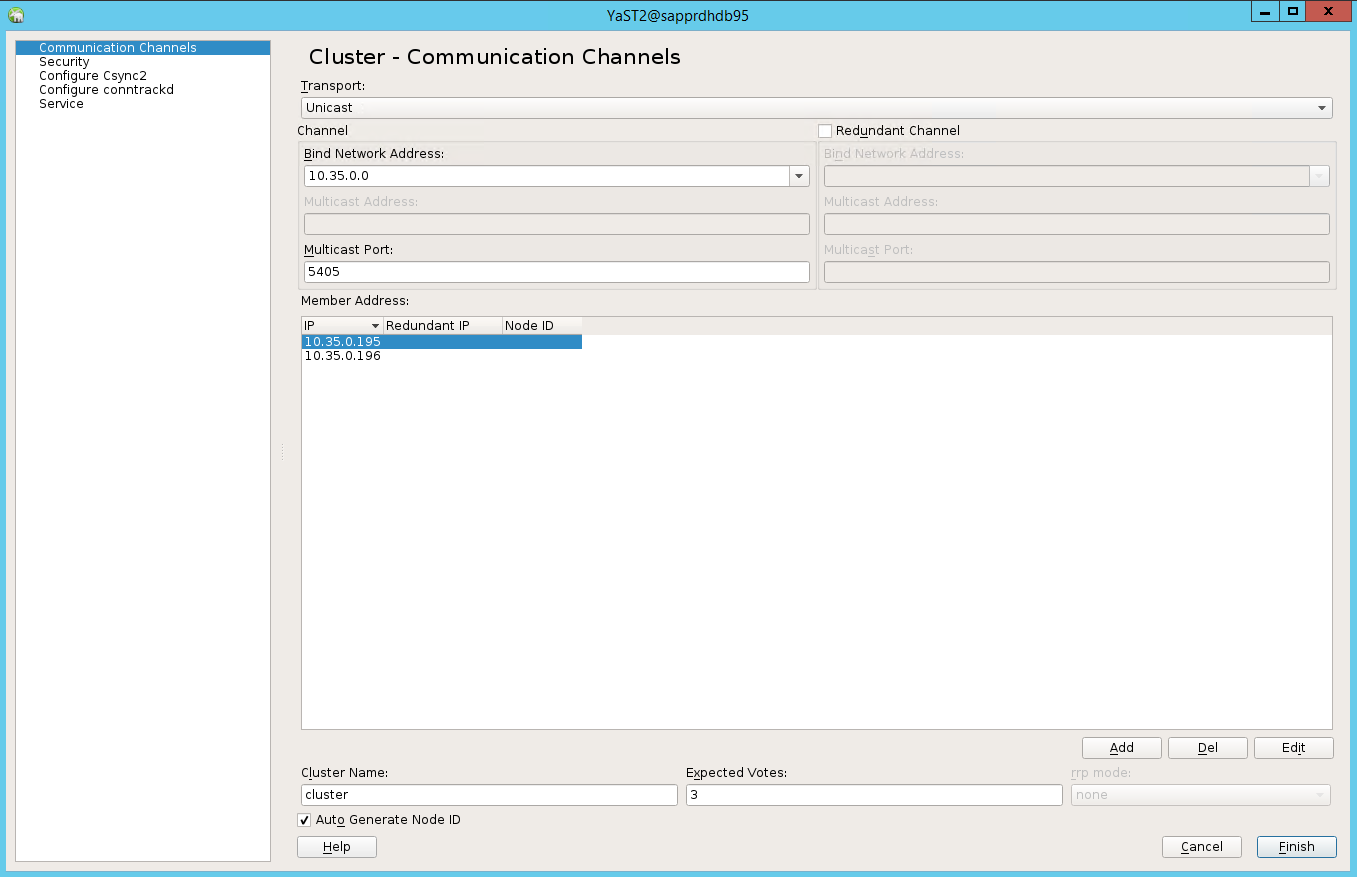 YaST2@sapprdhdb95
Communication Channels
Security
Configure Csync2
Configure conntrackd
Service
Cluster - Communication Channels
Transport:
Unicast
Channel
Redundant Channel
Bind Network Address:
Bind Network Address:
10.35.0.0
Multicast Address:
Multicast Address:
Multicast Port:
Multicast Port:
5405
Member Address:
IP Redundant IP Node ID
10.35.0.195
10.35.0.196
Add Del Edit
Cluster Name: Expected Votes: rrp mode:
cluster 3 none
Auto Generate Node ID
Help Cancel Finish